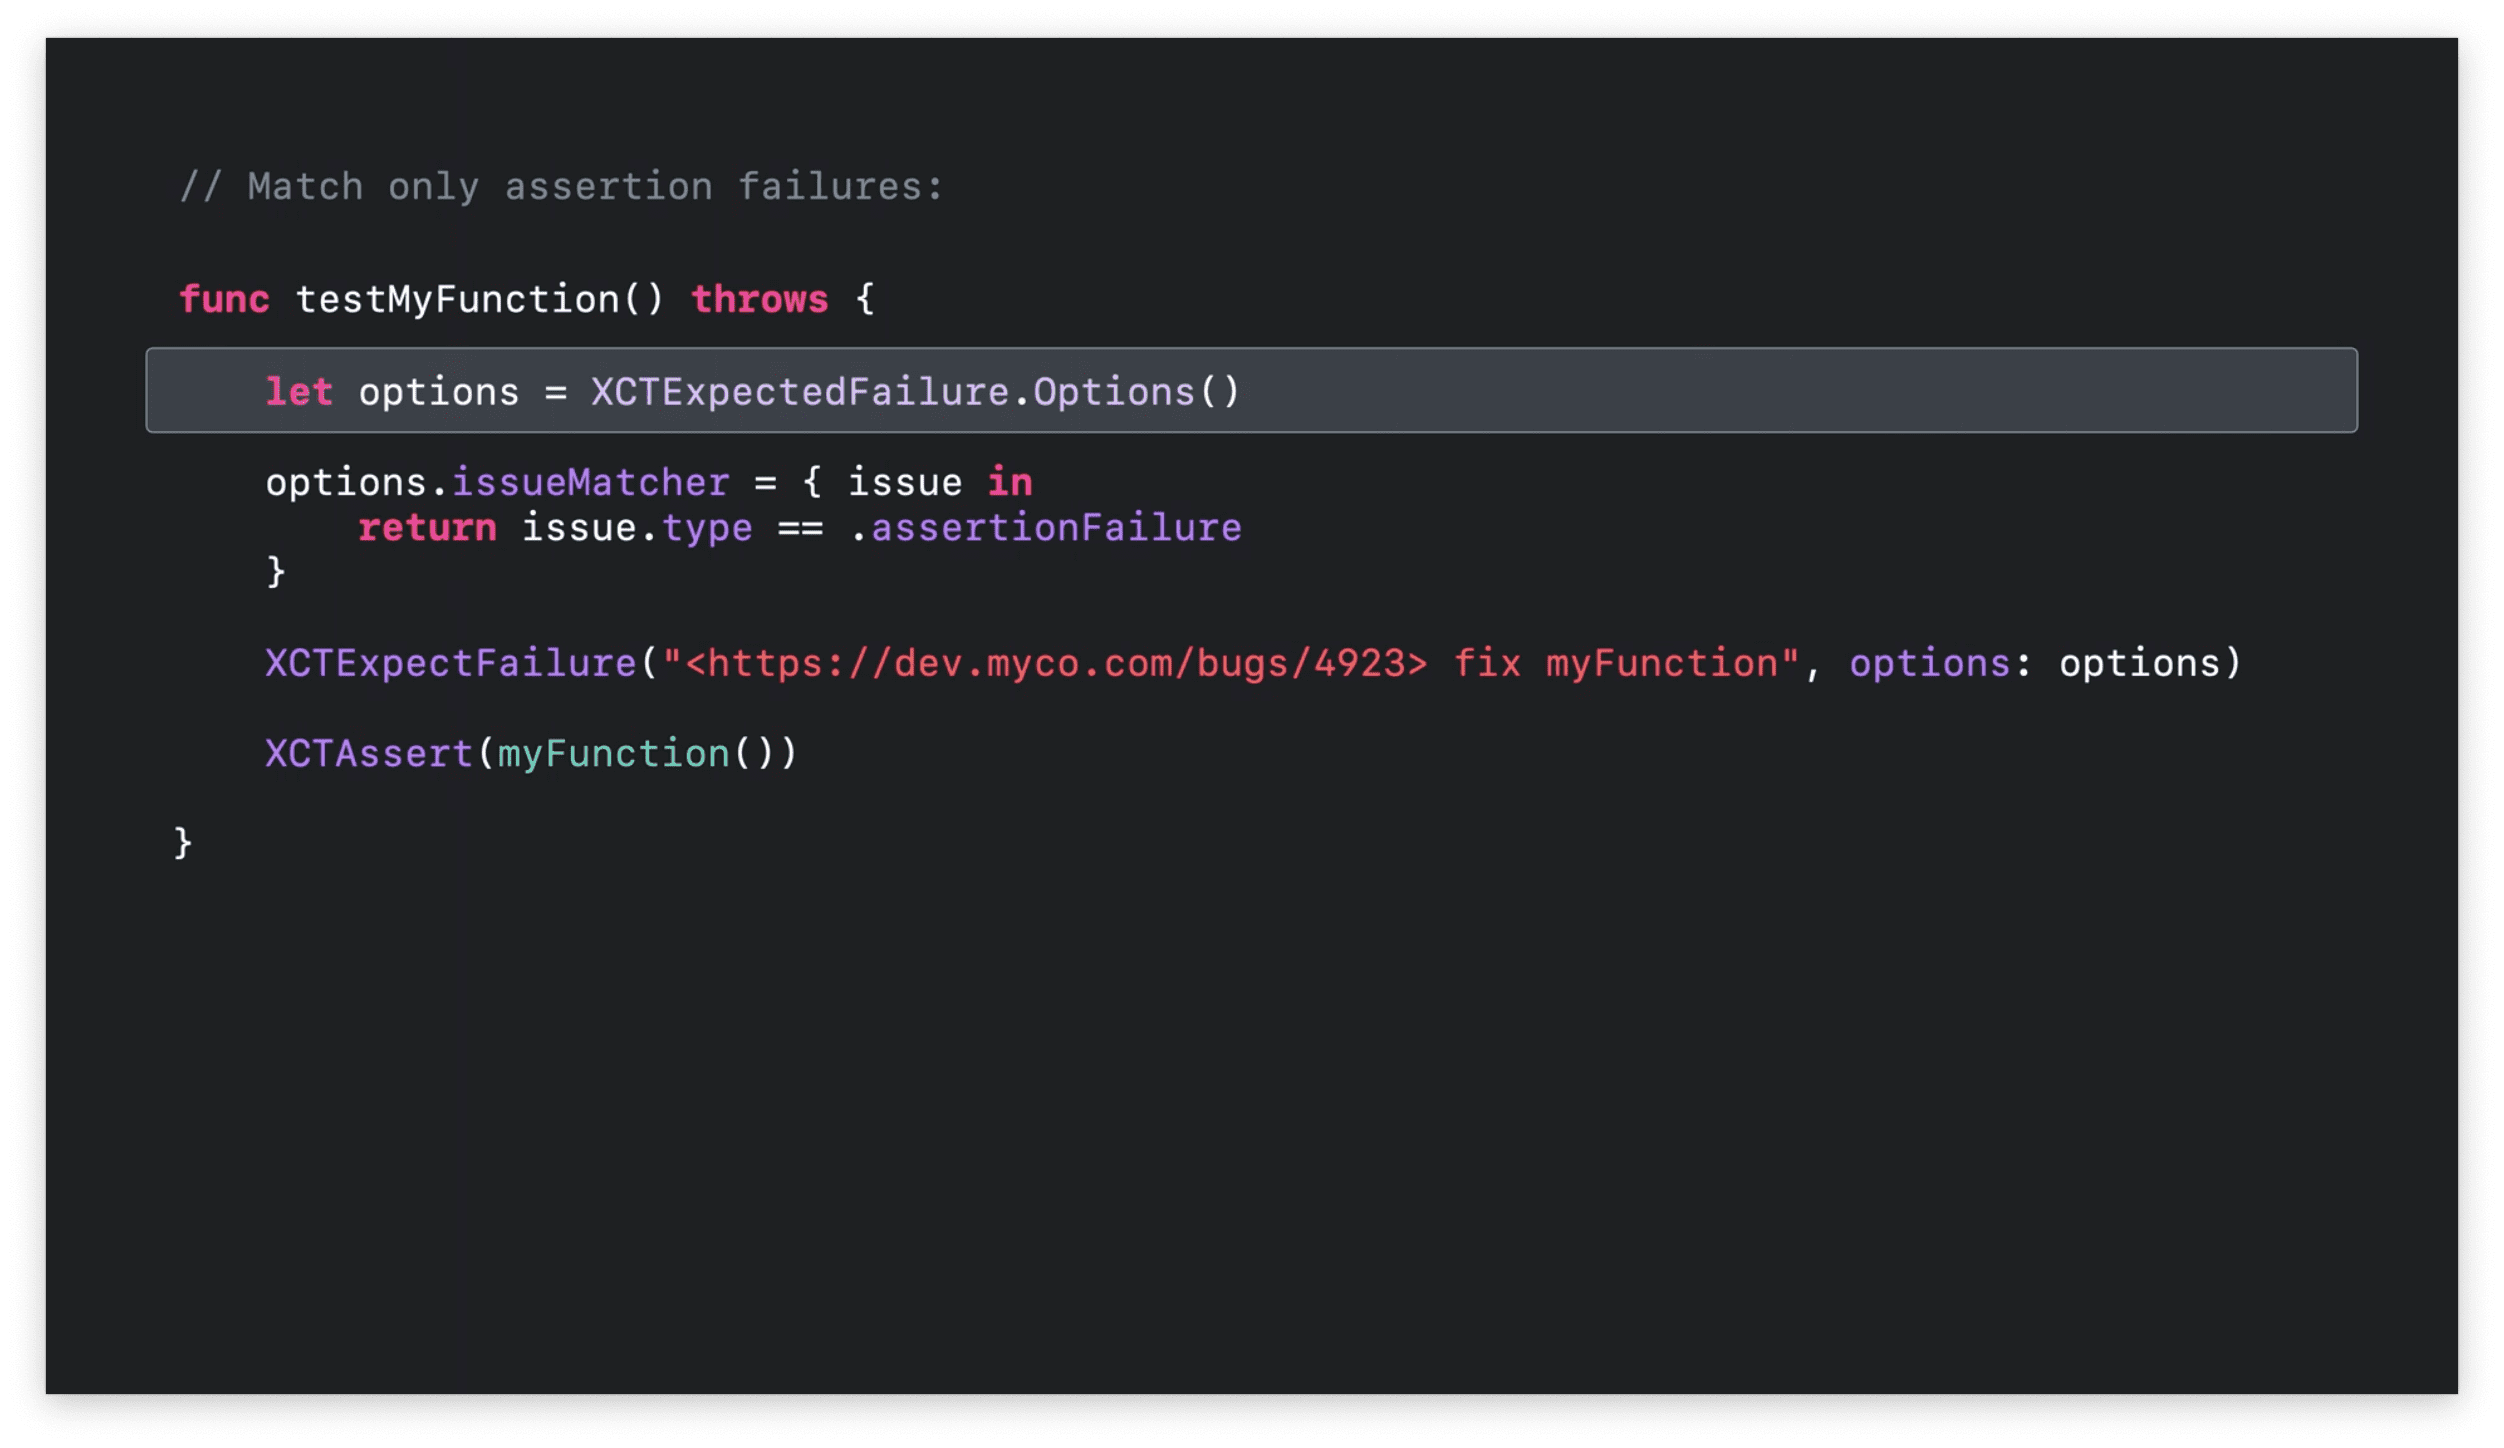 // Match only assertion failures:
func testMyFunction() throws {
let options = XCTExpectedFailure.Options()
options.issueMatcher = { issue in
return issue.type == .assertionFailure
}
XCTExpectFailure("<https://dev.myco.com/bugs/4923> fix myFunction", options: options)
XCTAssert(myFunction())
}